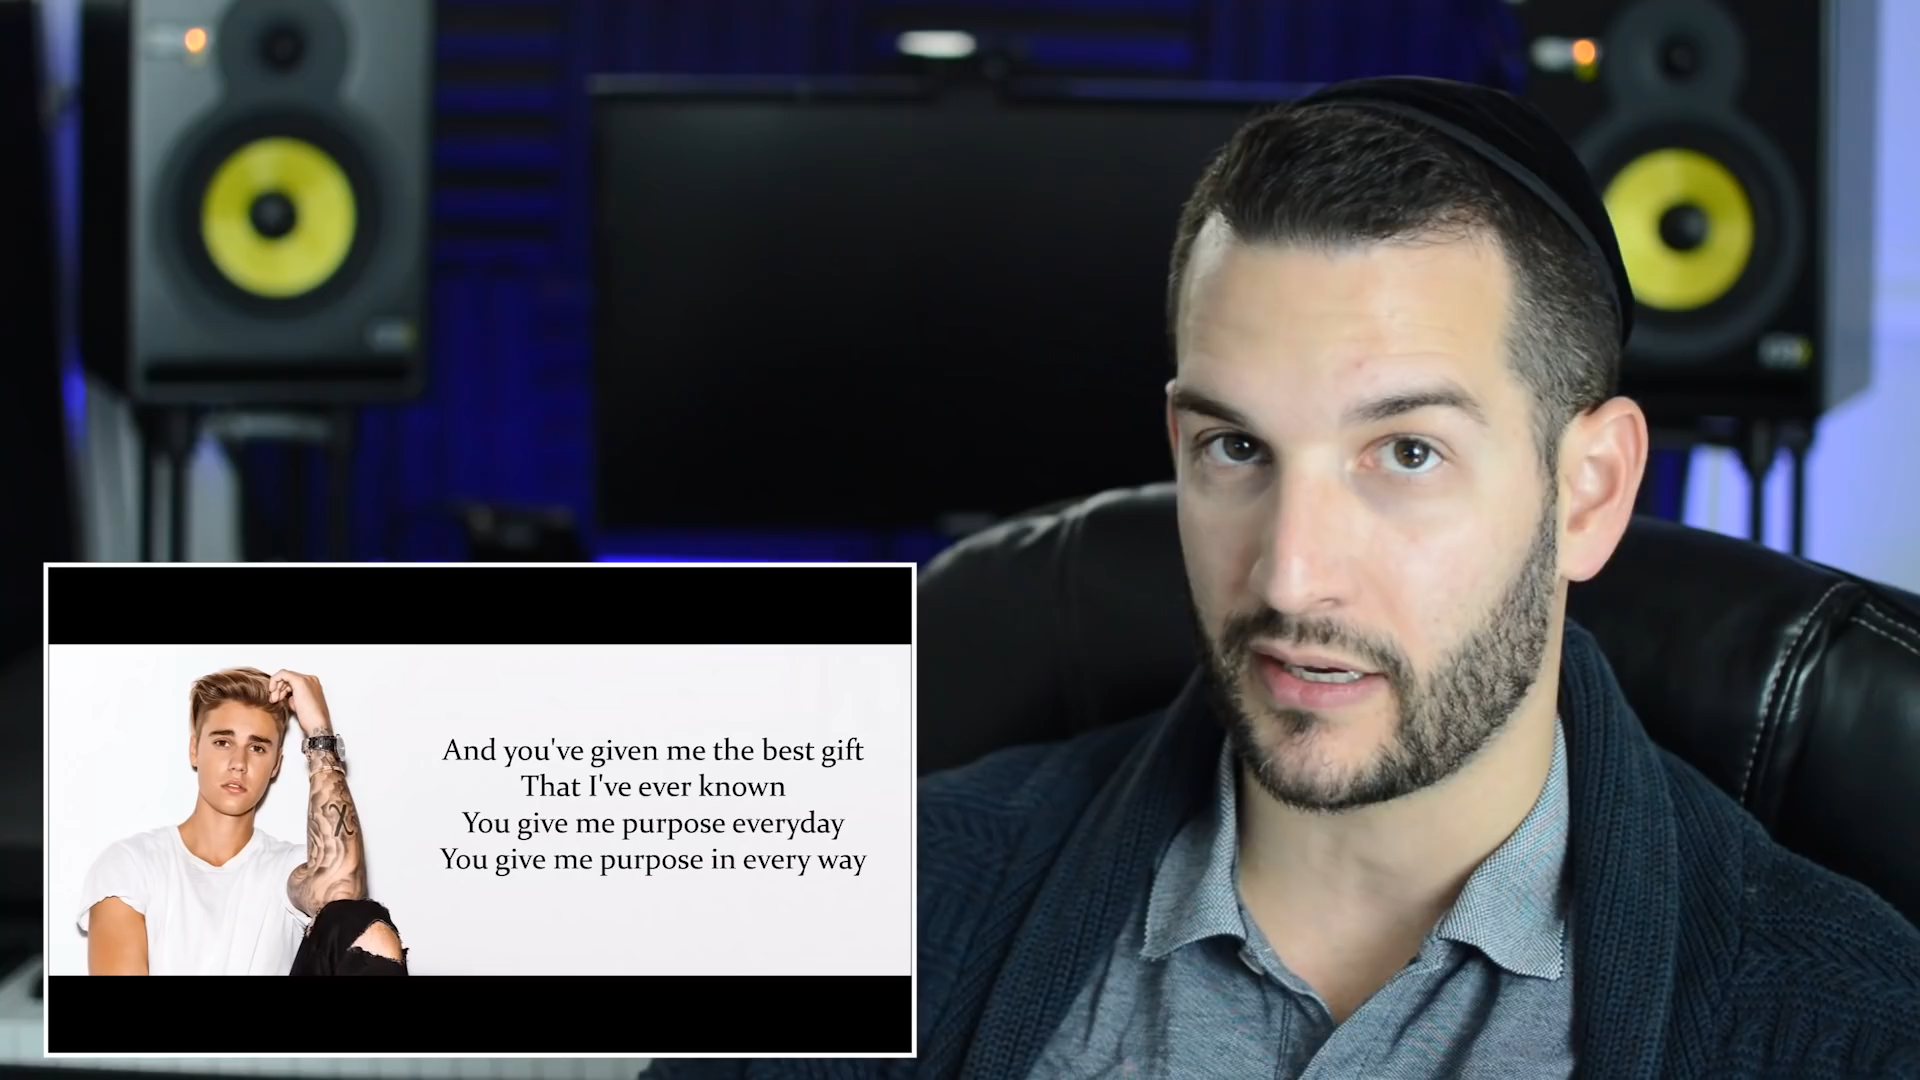 And you've given me the best gift
That I've ever known
You give me purpose everyday
You give me purpose in every way